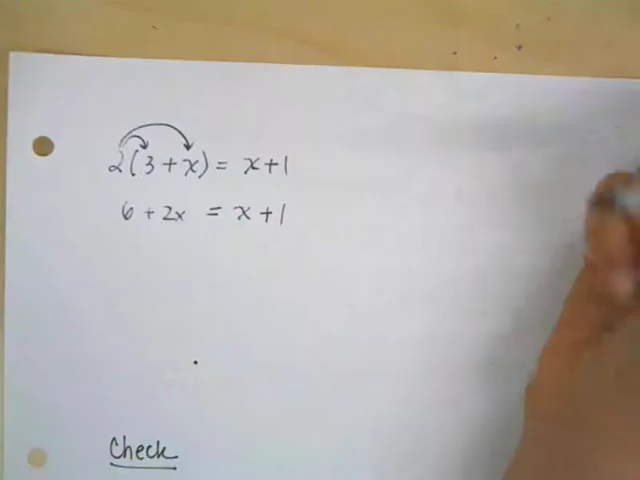 2(3+x) = x+1
6 + 2x = x+1
Check